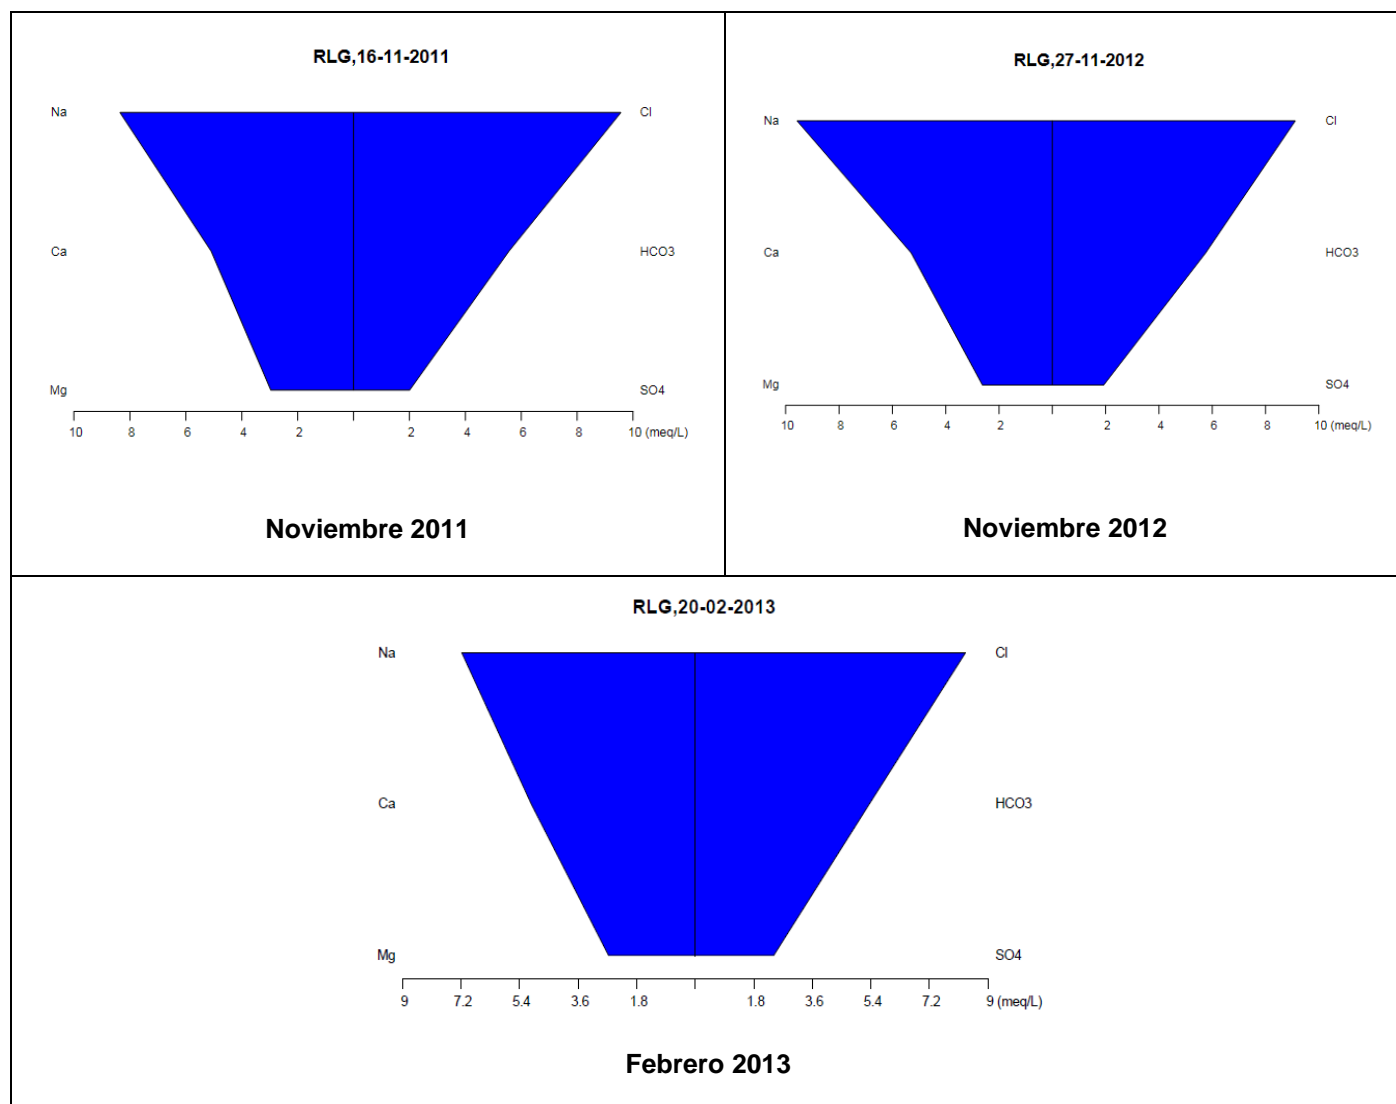 RLG,16-11-2011
Na Cl
Ca HCO3
Mg SO4
10 8 6 4 2 2 4 6 8 10 (meq/L)
Noviembre 2011
RLG,27-11-2012
Na Cl
Ca HCO3
Mg SO4
10 8 6 4 2 2 4 6 8 10 (meq/L)
Noviembre 2012
RLG,20-02-2013
Na Cl
Ca HCO3
Mg SO4
9 7.2 5.4 3.6 1.8 1.8 3.6 5.4 7.2 9 (meq/L)
Febrero 2013